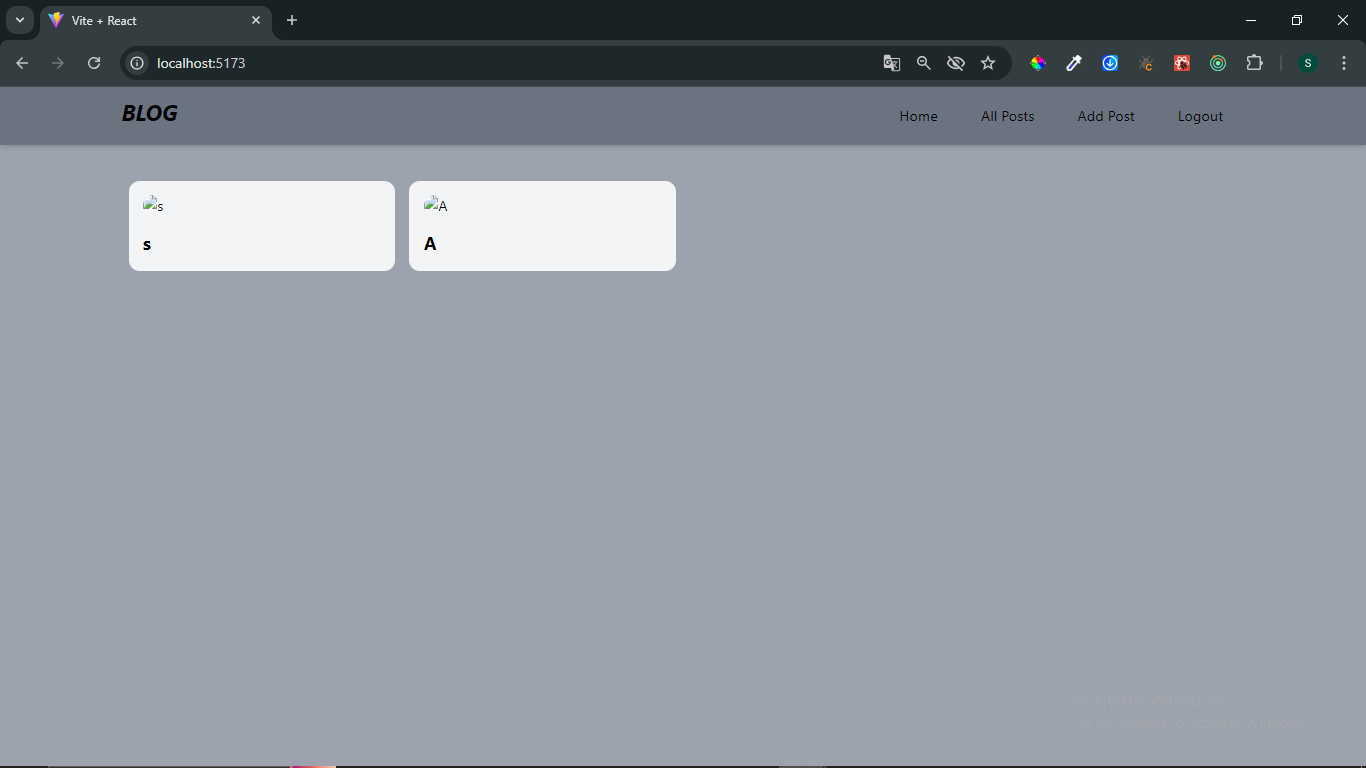 Vite + React
localhost:5173
S
BLOG
Home All Posts Add Post Logout
s A
s A
Activate Windows
Go to Settings to activate Windows.